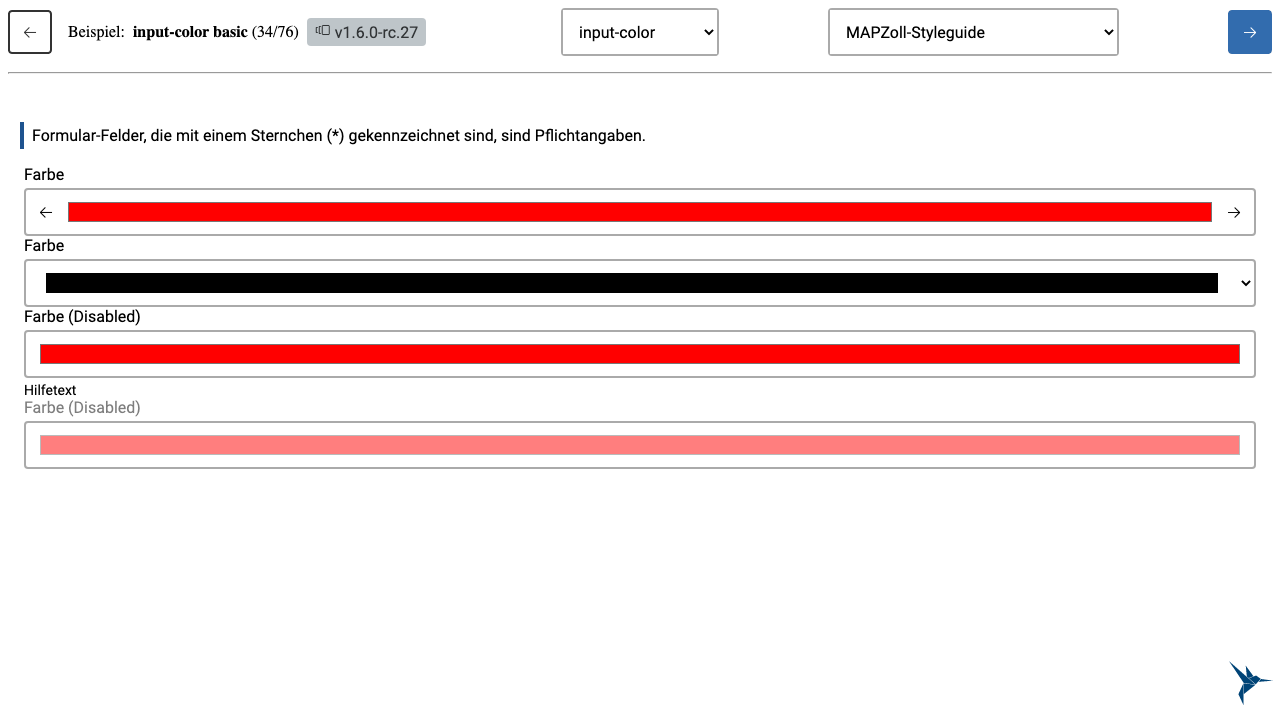 Beispiel: input-color basic (34/76) v1.6.0-rc.27 input-color MAPZoll-Styleguide
Formular-Felder, die mit einem Sternchen (*) gekennzeichnet sind, sind Pflichtangaben.
Farbe
Farbe
Farbe (Disabled)
Hilfetext
Farbe (Disabled)